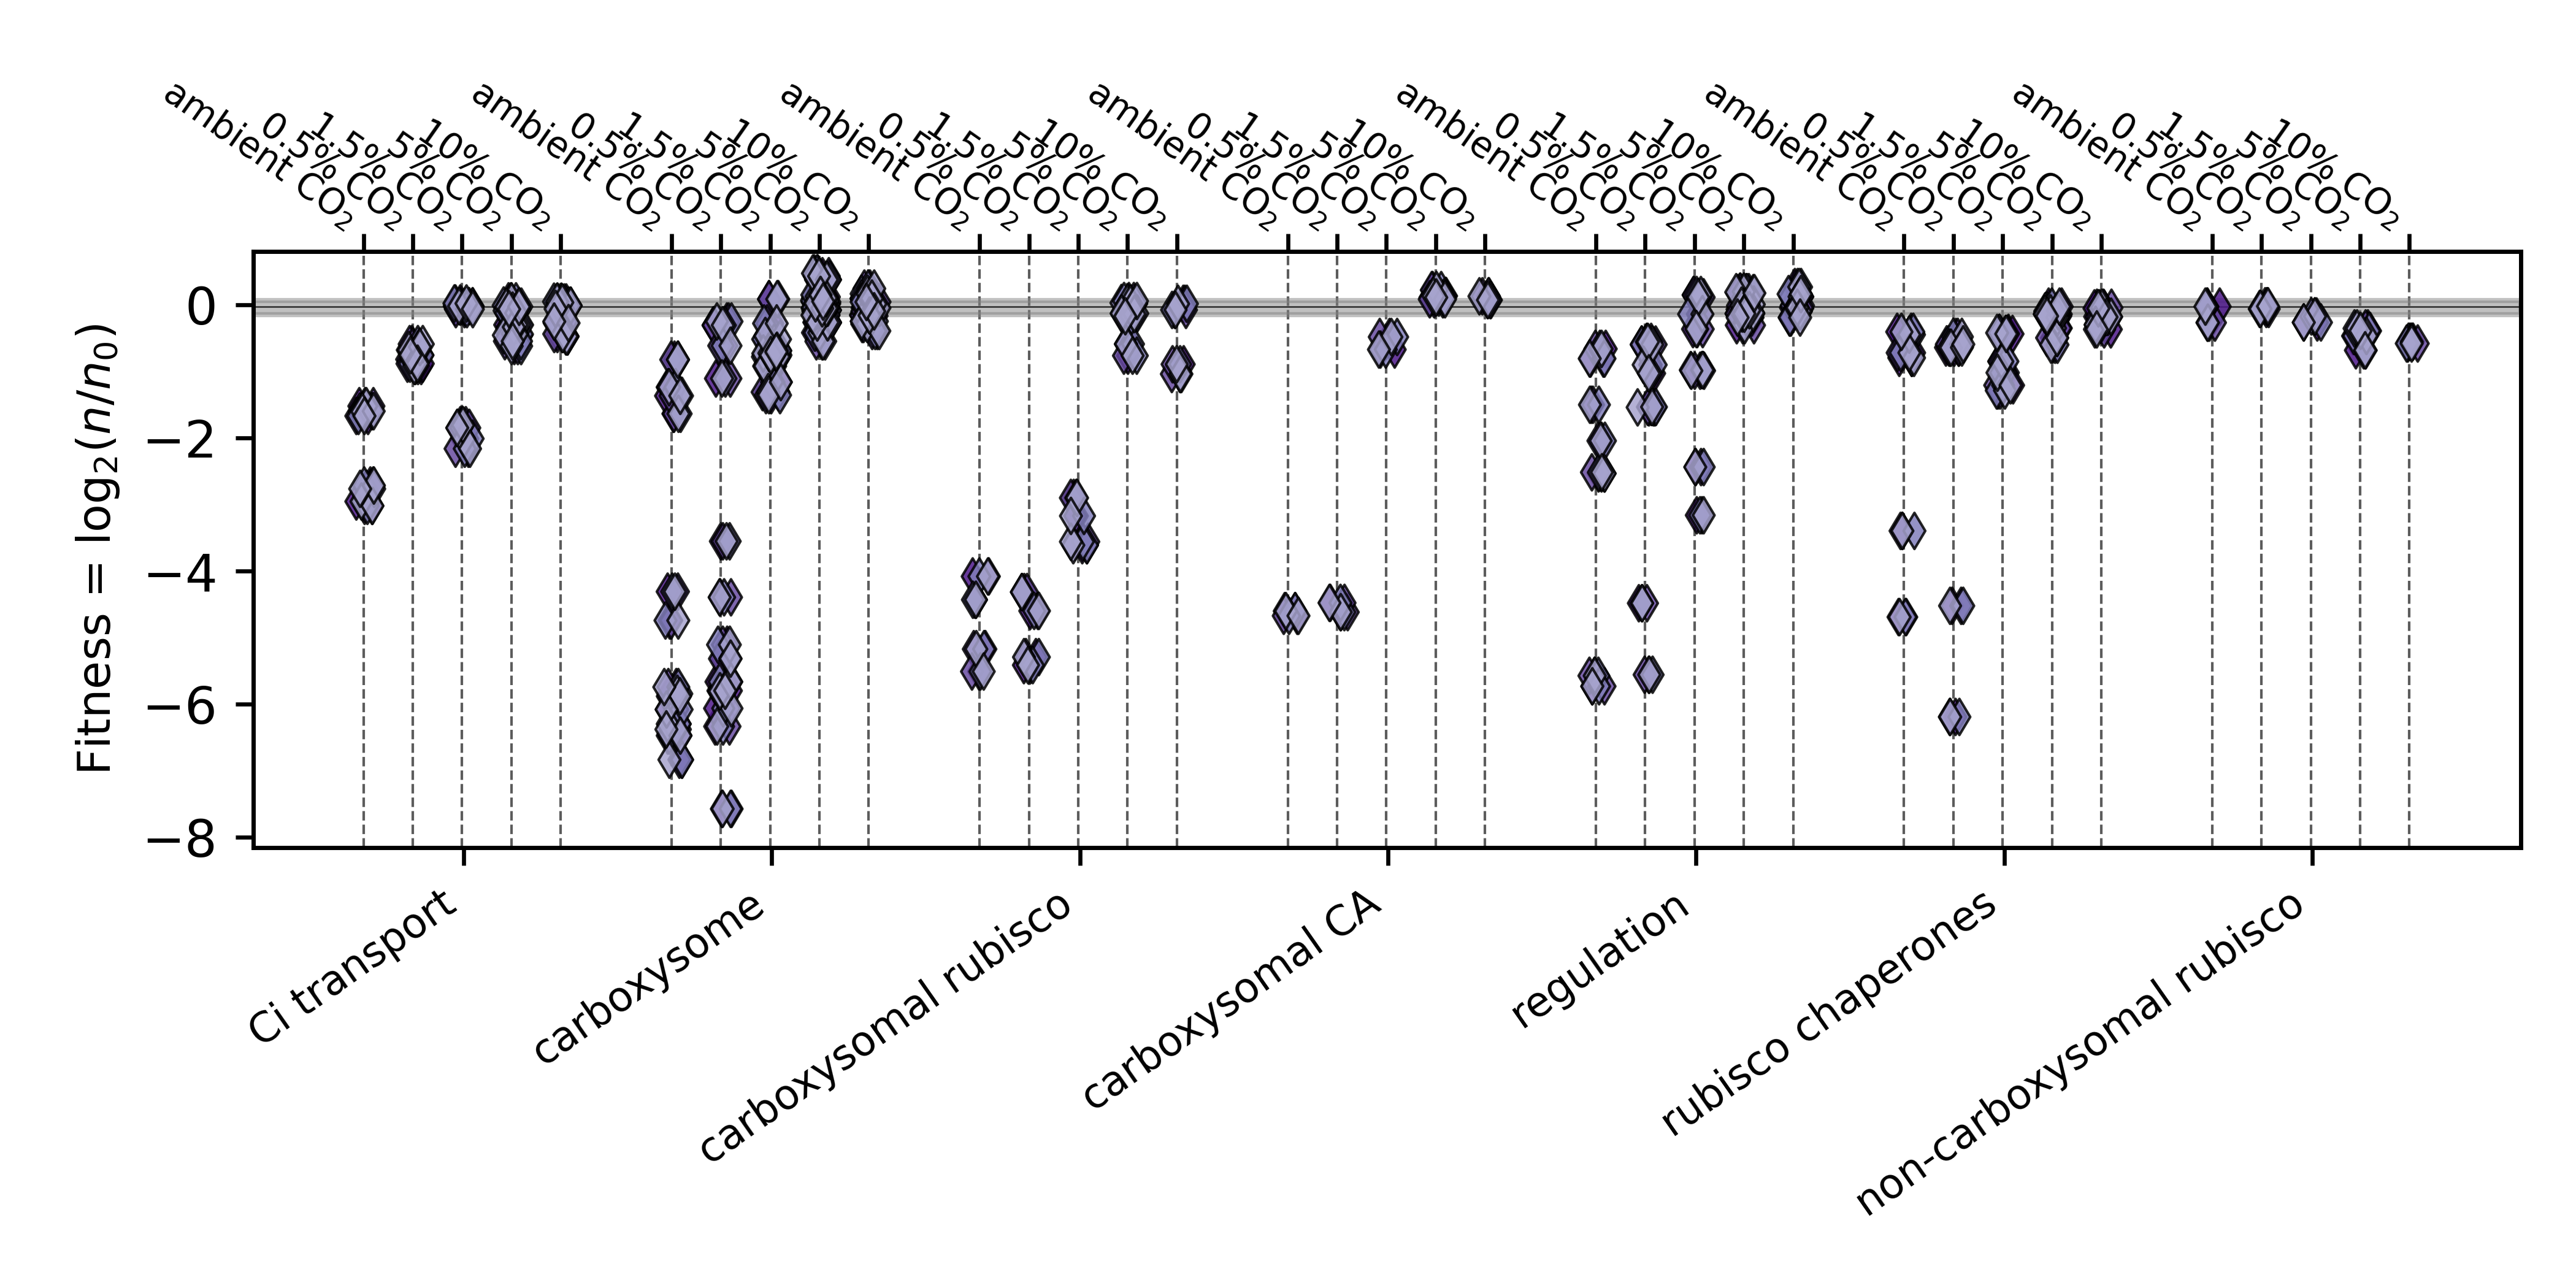 ambient CO₂
0.5% CO₂
1.5% CO₂
5% CO₂
10% CO₂
ambient CO₂
0.5% CO₂
1.5% CO₂
5% CO₂
10% CO₂
ambient CO₂
0.5% CO₂
1.5% CO₂
5% CO₂
10% CO₂
ambient CO₂
0.5% CO₂
1.5% CO₂
5% CO₂
10% CO₂
ambient CO₂
0.5% CO₂
1.5% CO₂
5% CO₂
10% CO₂
ambient CO₂
0.5% CO₂
1.5% CO₂
5% CO₂
10% CO₂
ambient CO₂
0.5% CO₂
1.5% CO₂
5% CO₂
10% CO₂
Fitness = log₂(n/n₀)
0
−2
−4
−6
−8
Ci transport
carboxysome
carboxysomal rubisco
carboxysomal CA
regulation
rubisco chaperones
non-carboxysomal rubisco